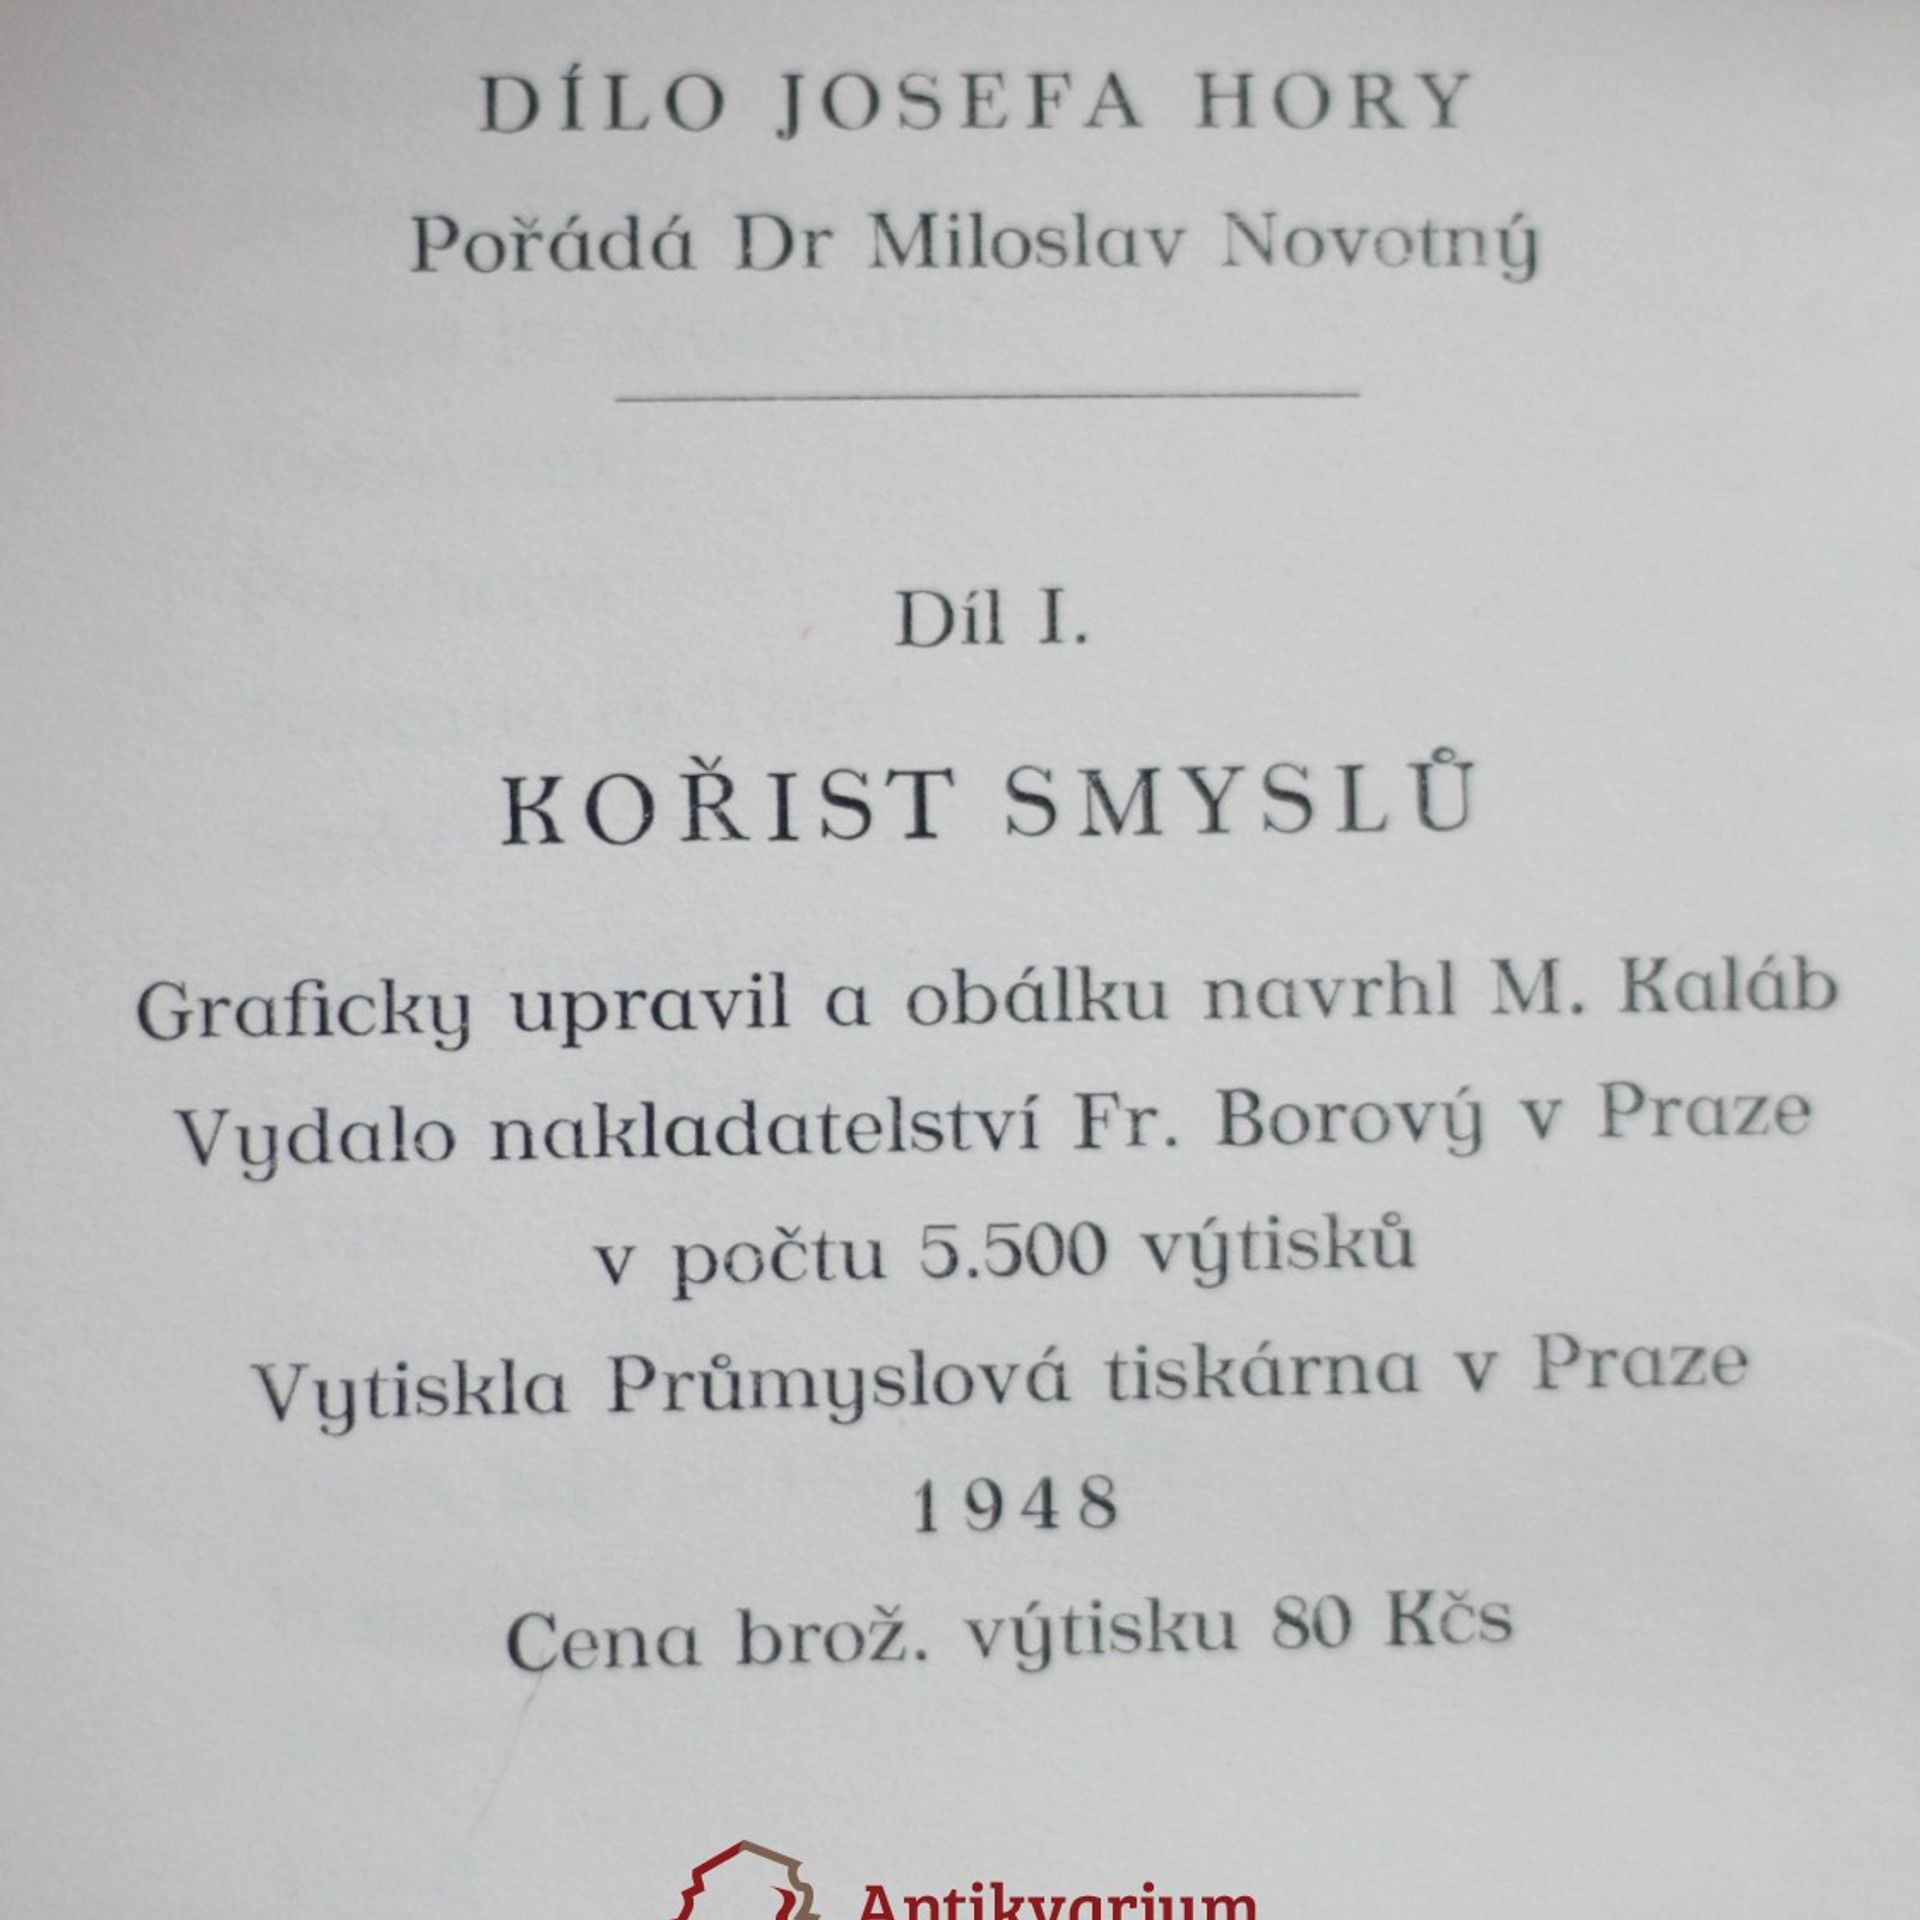 DÍLO JOSEFA HORY
Pořádá Dr Miloslav Novotný
Díl I.
KOŘIST SMYSLŮ
Graficky upravil a obálku navrhl M. Kaláb
Vydalo nakladatelství Fr. Borový v Praze
v počtu 5.500 výtisků
Vytiskla Průmyslová tiskárna v Praze
1948
Cena brož. výtisku 80 Kčs
Antikvarium